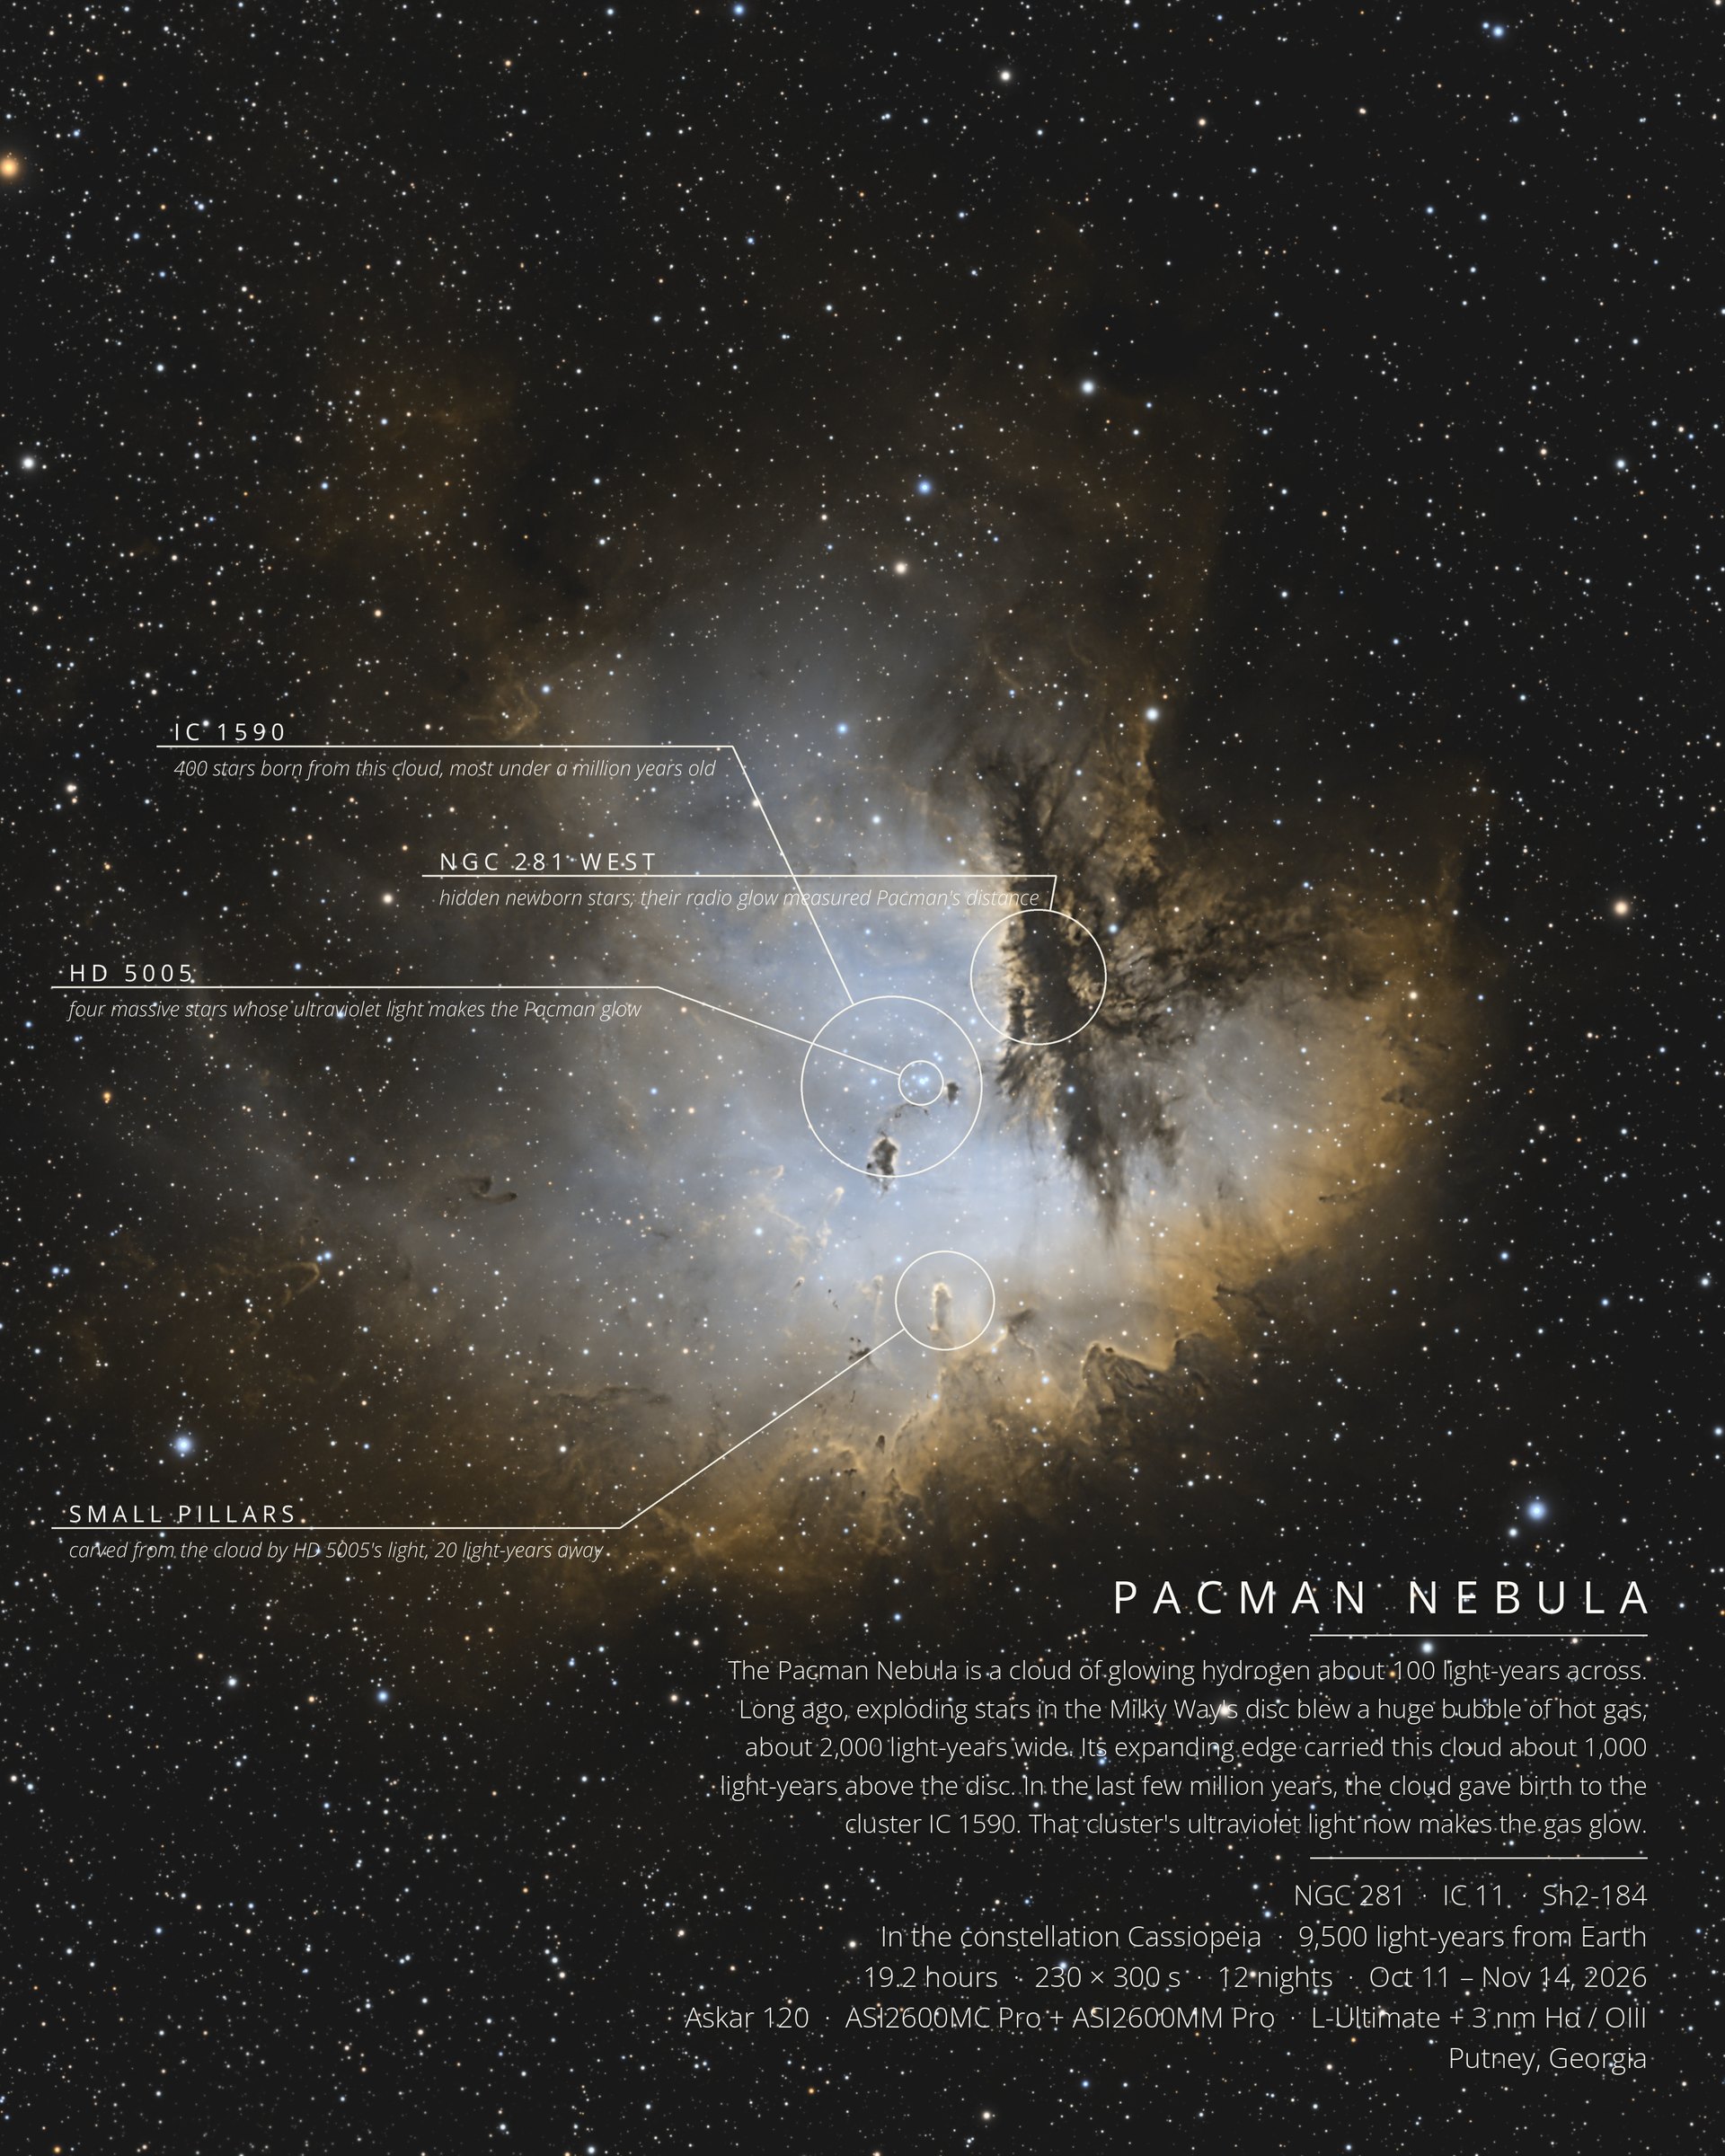 IC 1590
400 stars born from this cloud, most under a million years old
NGC 281 WEST
hidden newborn stars; their radio glow measured Pacman's distance
HD 5005
four massive stars whose ultraviolet light makes the Pacman glow
SMALL PILLARS
carved from the cloud by HD 5005's light, 20 light-years away
PACMAN NEBULA
The Pacman Nebula is a cloud of glowing hydrogen about 100 light-years across.
Long ago, exploding stars in the Milky Way's disc blew a huge bubble of hot gas,
about 2,000 light-years wide. Its expanding edge carried this cloud about 1,000
light-years above the disc. In the last few million years, the cloud gave birth to the
cluster IC 1590. That cluster's ultraviolet light now makes the gas glow.
NGC 281 · IC 11 · Sh2-184
In the constellation Cassiopeia · 9,500 light-years from Earth
19.2 hours · 230 × 300 s · 12 nights · Oct 11 – Nov 14, 2026
Askar 120 · ASI2600MC Pro + ASI2600MM Pro · L-Ultimate + 3 nm Hα / OIII
Putney, Georgia